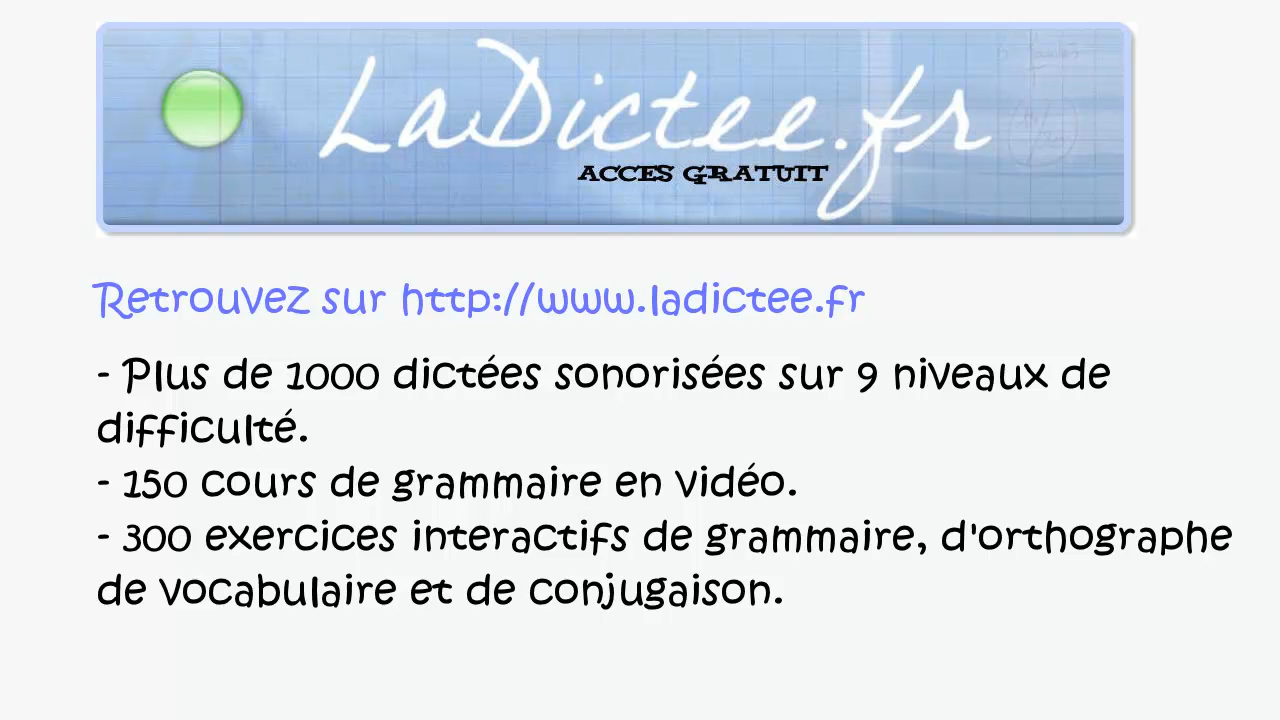 LaDictee.fr
ACCES GRATUIT
Retrouvez sur http://www.ladictee.fr
- Plus de 1000 dictées sonorisées sur 9 niveaux de
difficulté.
- 150 cours de grammaire en vidéo.
- 300 exercices interactifs de grammaire, d'orthographe
de vocabulaire et de conjugaison.